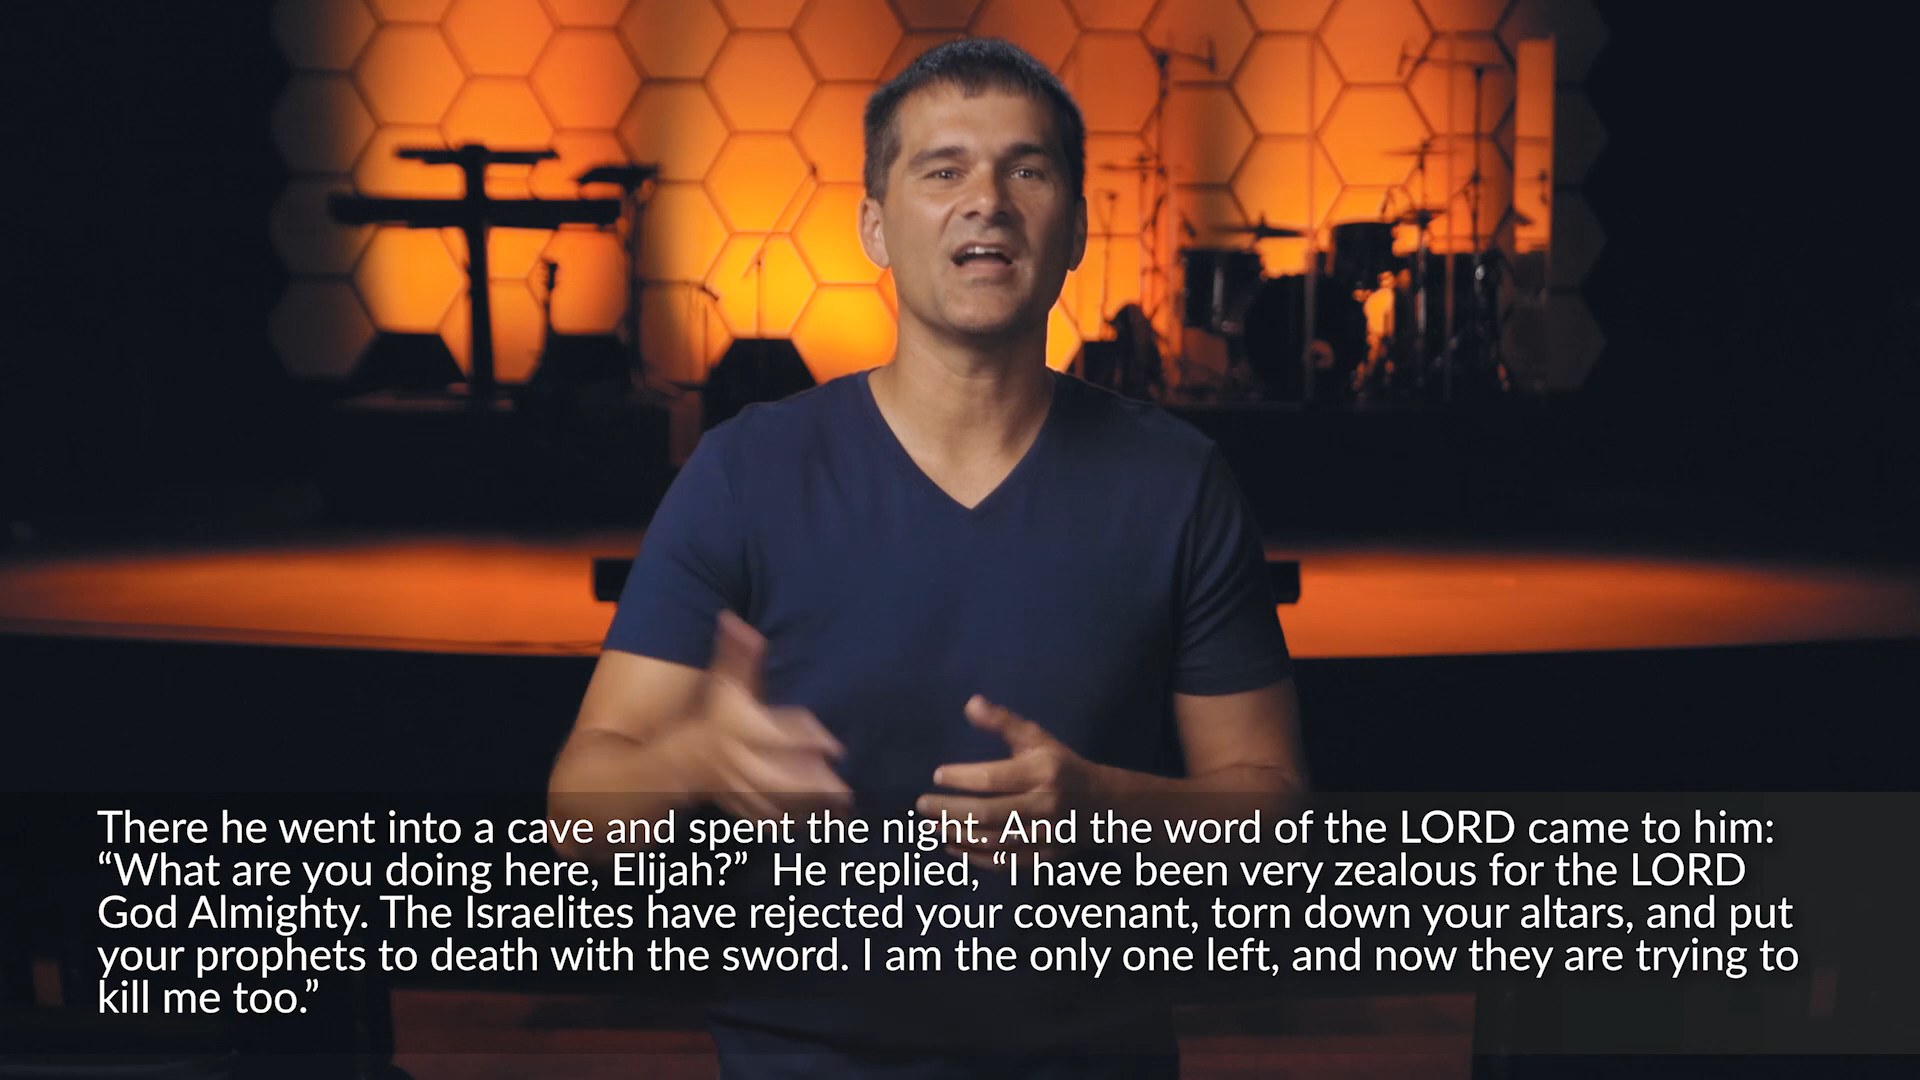 There he went into a cave and spent the night. And the word of the LORD came to him:
“What are you doing here, Elijah?”  He replied, “I have been very zealous for the LORD
God Almighty. The Israelites have rejected your covenant, torn down your altars, and put
your prophets to death with the sword. I am the only one left, and now they are trying to
kill me too.”